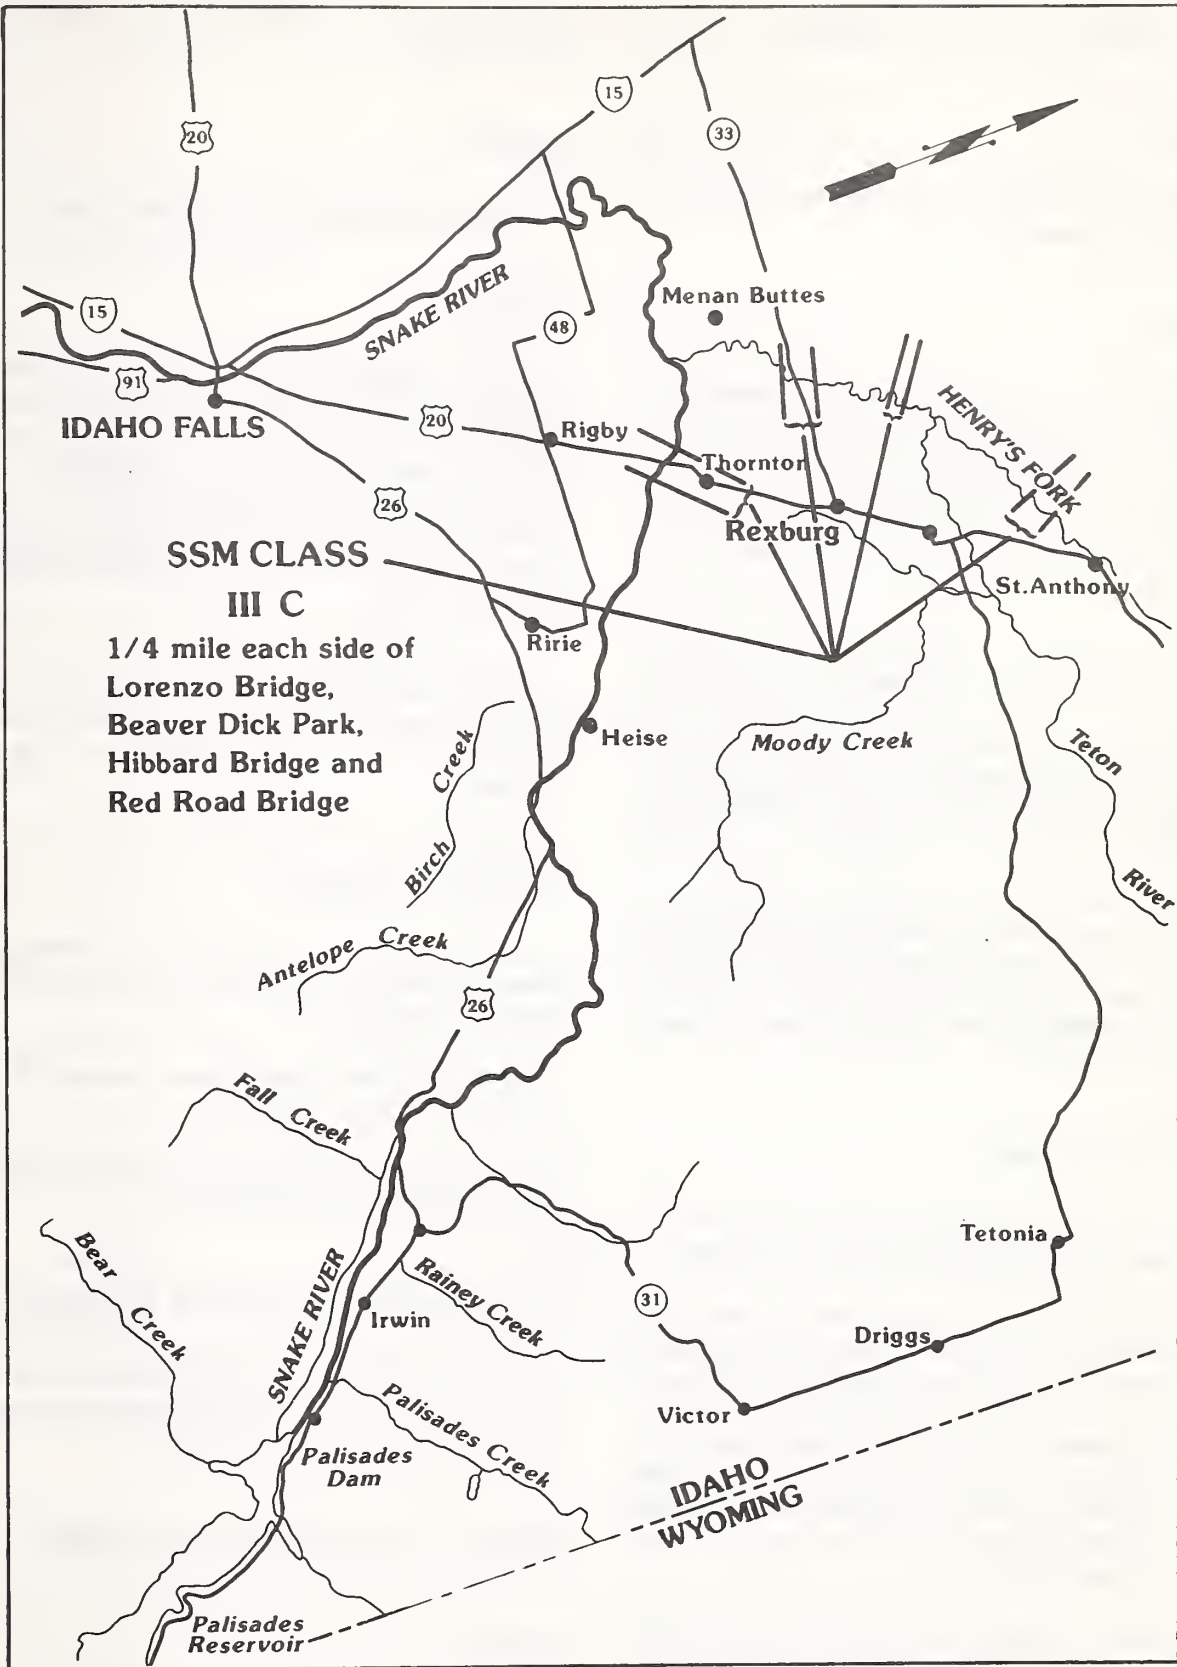 15
20
33
SNAKE RIVER
Menan Buttes
15
48
91
IDAHO FALLS
20
Rigby
HENRY'S FORK
Thornton
26
Rexburg
SSM CLASS
III C
1/4 mile each side of
Lorenzo Bridge,
Beaver Dick Park,
Hibbard Bridge and
Red Road Bridge
St.Anthony
Ririe
Heise
Moody Creek
Teton
River
Birch Creek
Antelope Creek
26
Fall Creek
Bear Creek
SNAKE RIVER
Rainey Creek
Irwin
Tetonia
31
Driggs
Victor
Palisades Creek
Palisades
Dam
IDAHO
WYOMING
Palisades
Reservoir